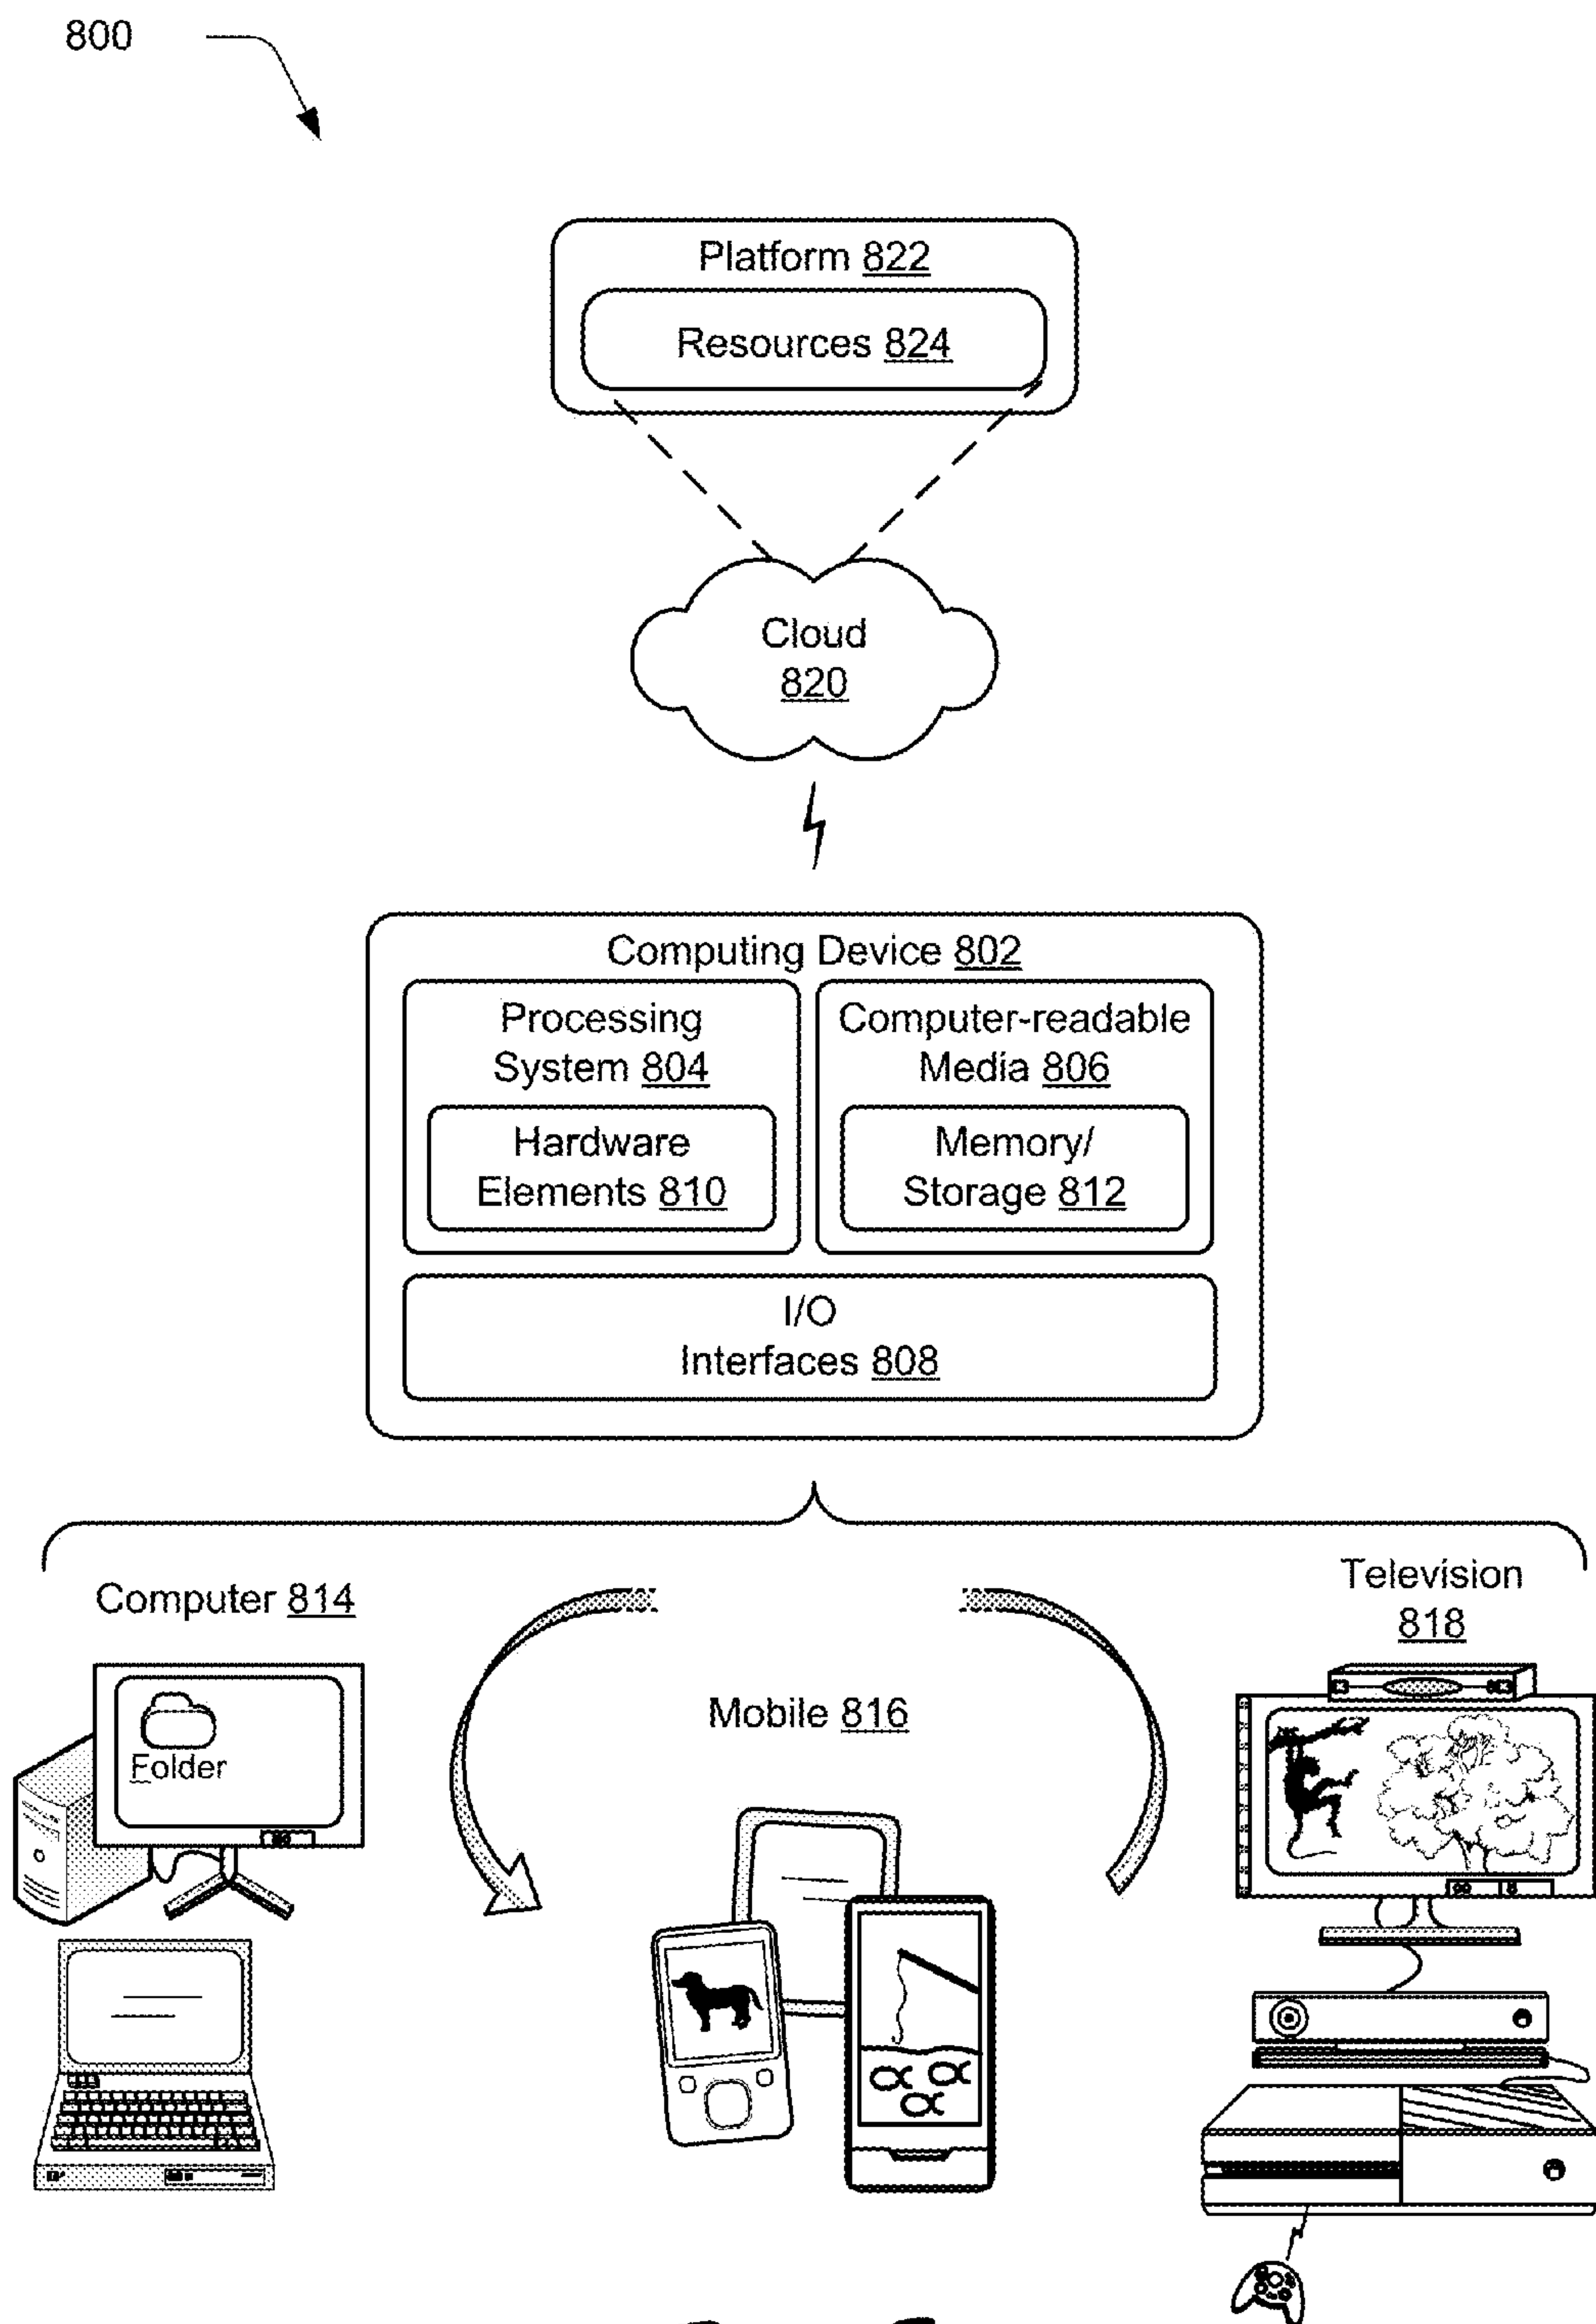 800
Platform 822
Resources 824
Cloud
820
Computing Device 802
Processing
System 804
Computer-readable
Media 806
Hardware
Elements 810
Memory/
Storage 812
I/O
Interfaces 808
Computer 814
Television
818
Mobile 816
Folder